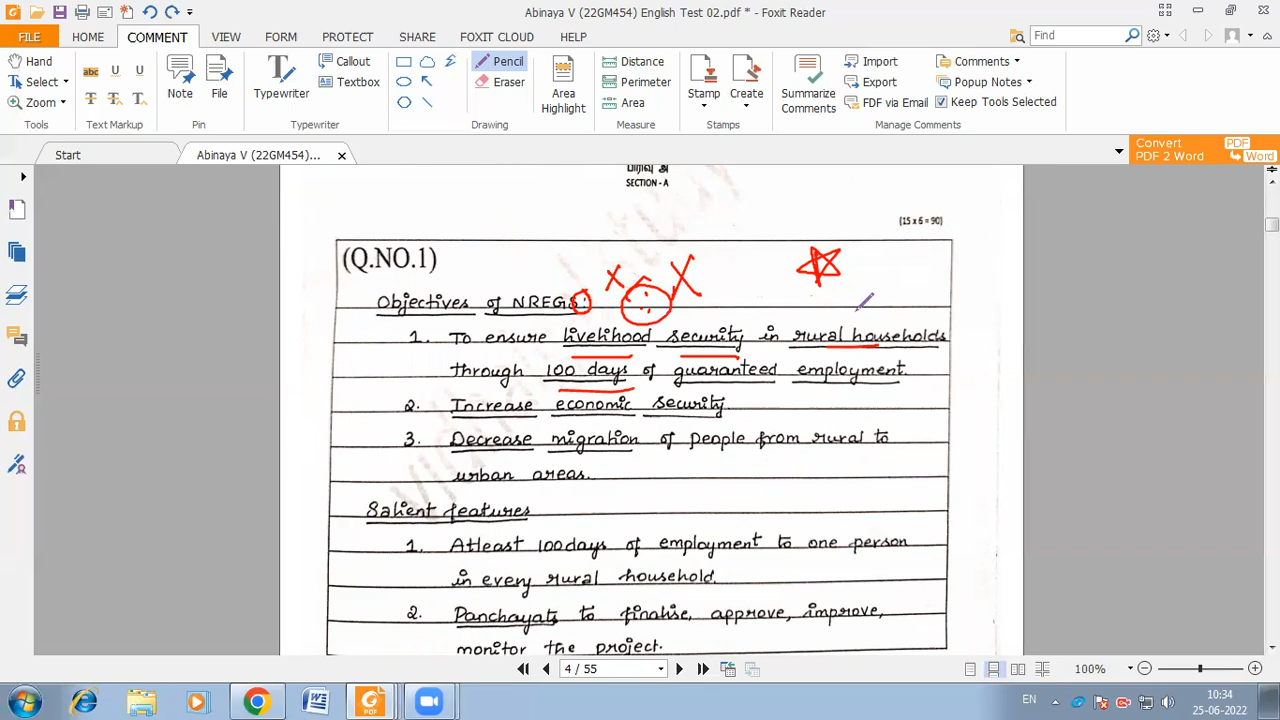 Abinaya V (22GM454) English Test 02.pdf * - Foxit Reader
FILE HOME COMMENT VIEW FORM PROTECT SHARE FOXIT CLOUD HELP Find
Hand Select Zoom Tools
abc U U T T T Text Markup
Note File Pin
Typewriter Callout Textbox Typewriter
Pencil Eraser Drawing
Area Highlight Distance Perimeter Area Measure
Stamp Create Stamps
Summarize Comments Import Export FDF via Email Comments Popup Notes Keep Tools Selected Manage Comments
Start Abinaya V (22GM454)...
Convert PDF
PDF 2 Word Word
பிரிவு அ
SECTION - A
(15 x 6 = 90)
(Q.NO.1)
Objectives of NREGS:
1. To ensure livelihood security in rural households
through 100 days of guaranteed employment.
2. Increase economic security.
3. Decrease migration of people from rural to
urban areas.
Salient features
1. Atleast 100days of employment to one person
in every rural household.
2. Panchayats to finalise, approve, improve,
monitor the project.
4 / 55 100%
EN 10:34
25-06-2022